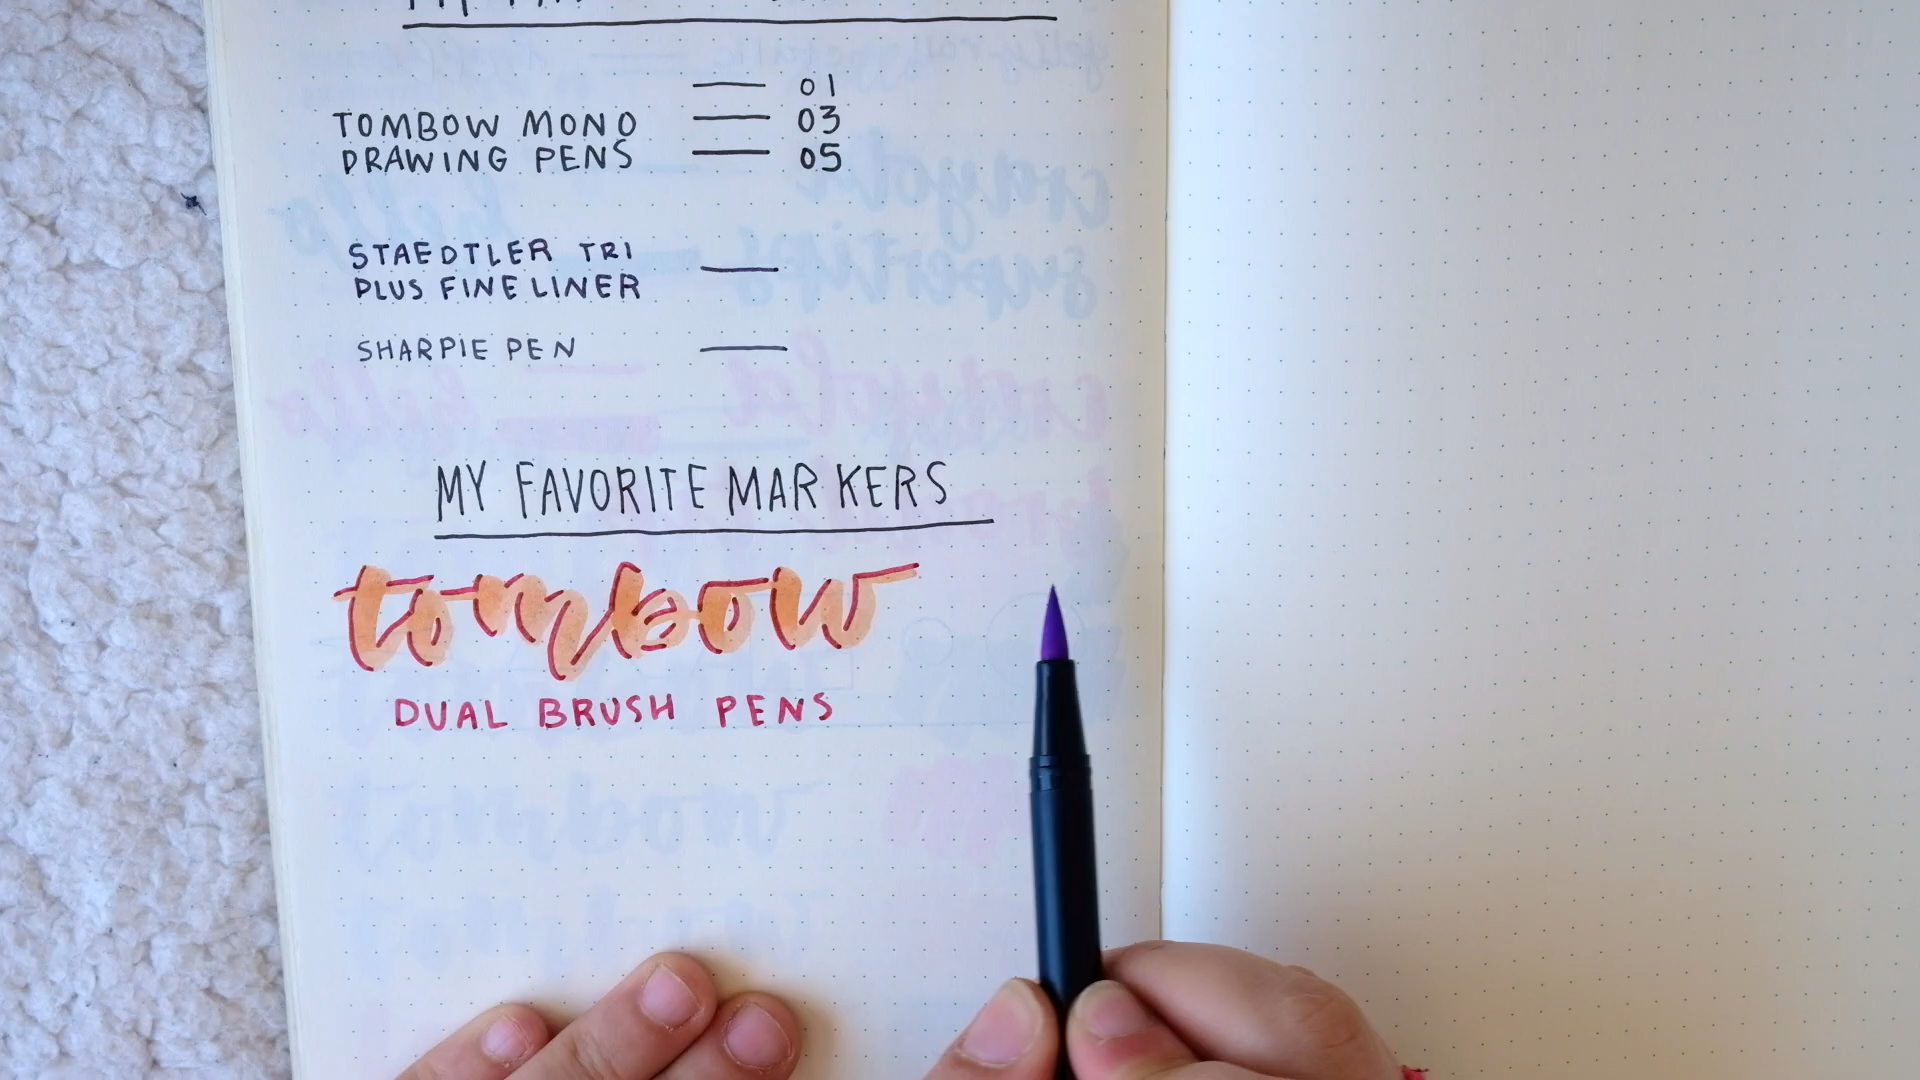 TOMBOW MONO
DRAWING PENS
01
03
05
STAEDTLER TRI
PLUS FINE LINER
SHARPIE PEN
MY FAVORITE MARKERS
tombow
DUAL BRUSH PENS